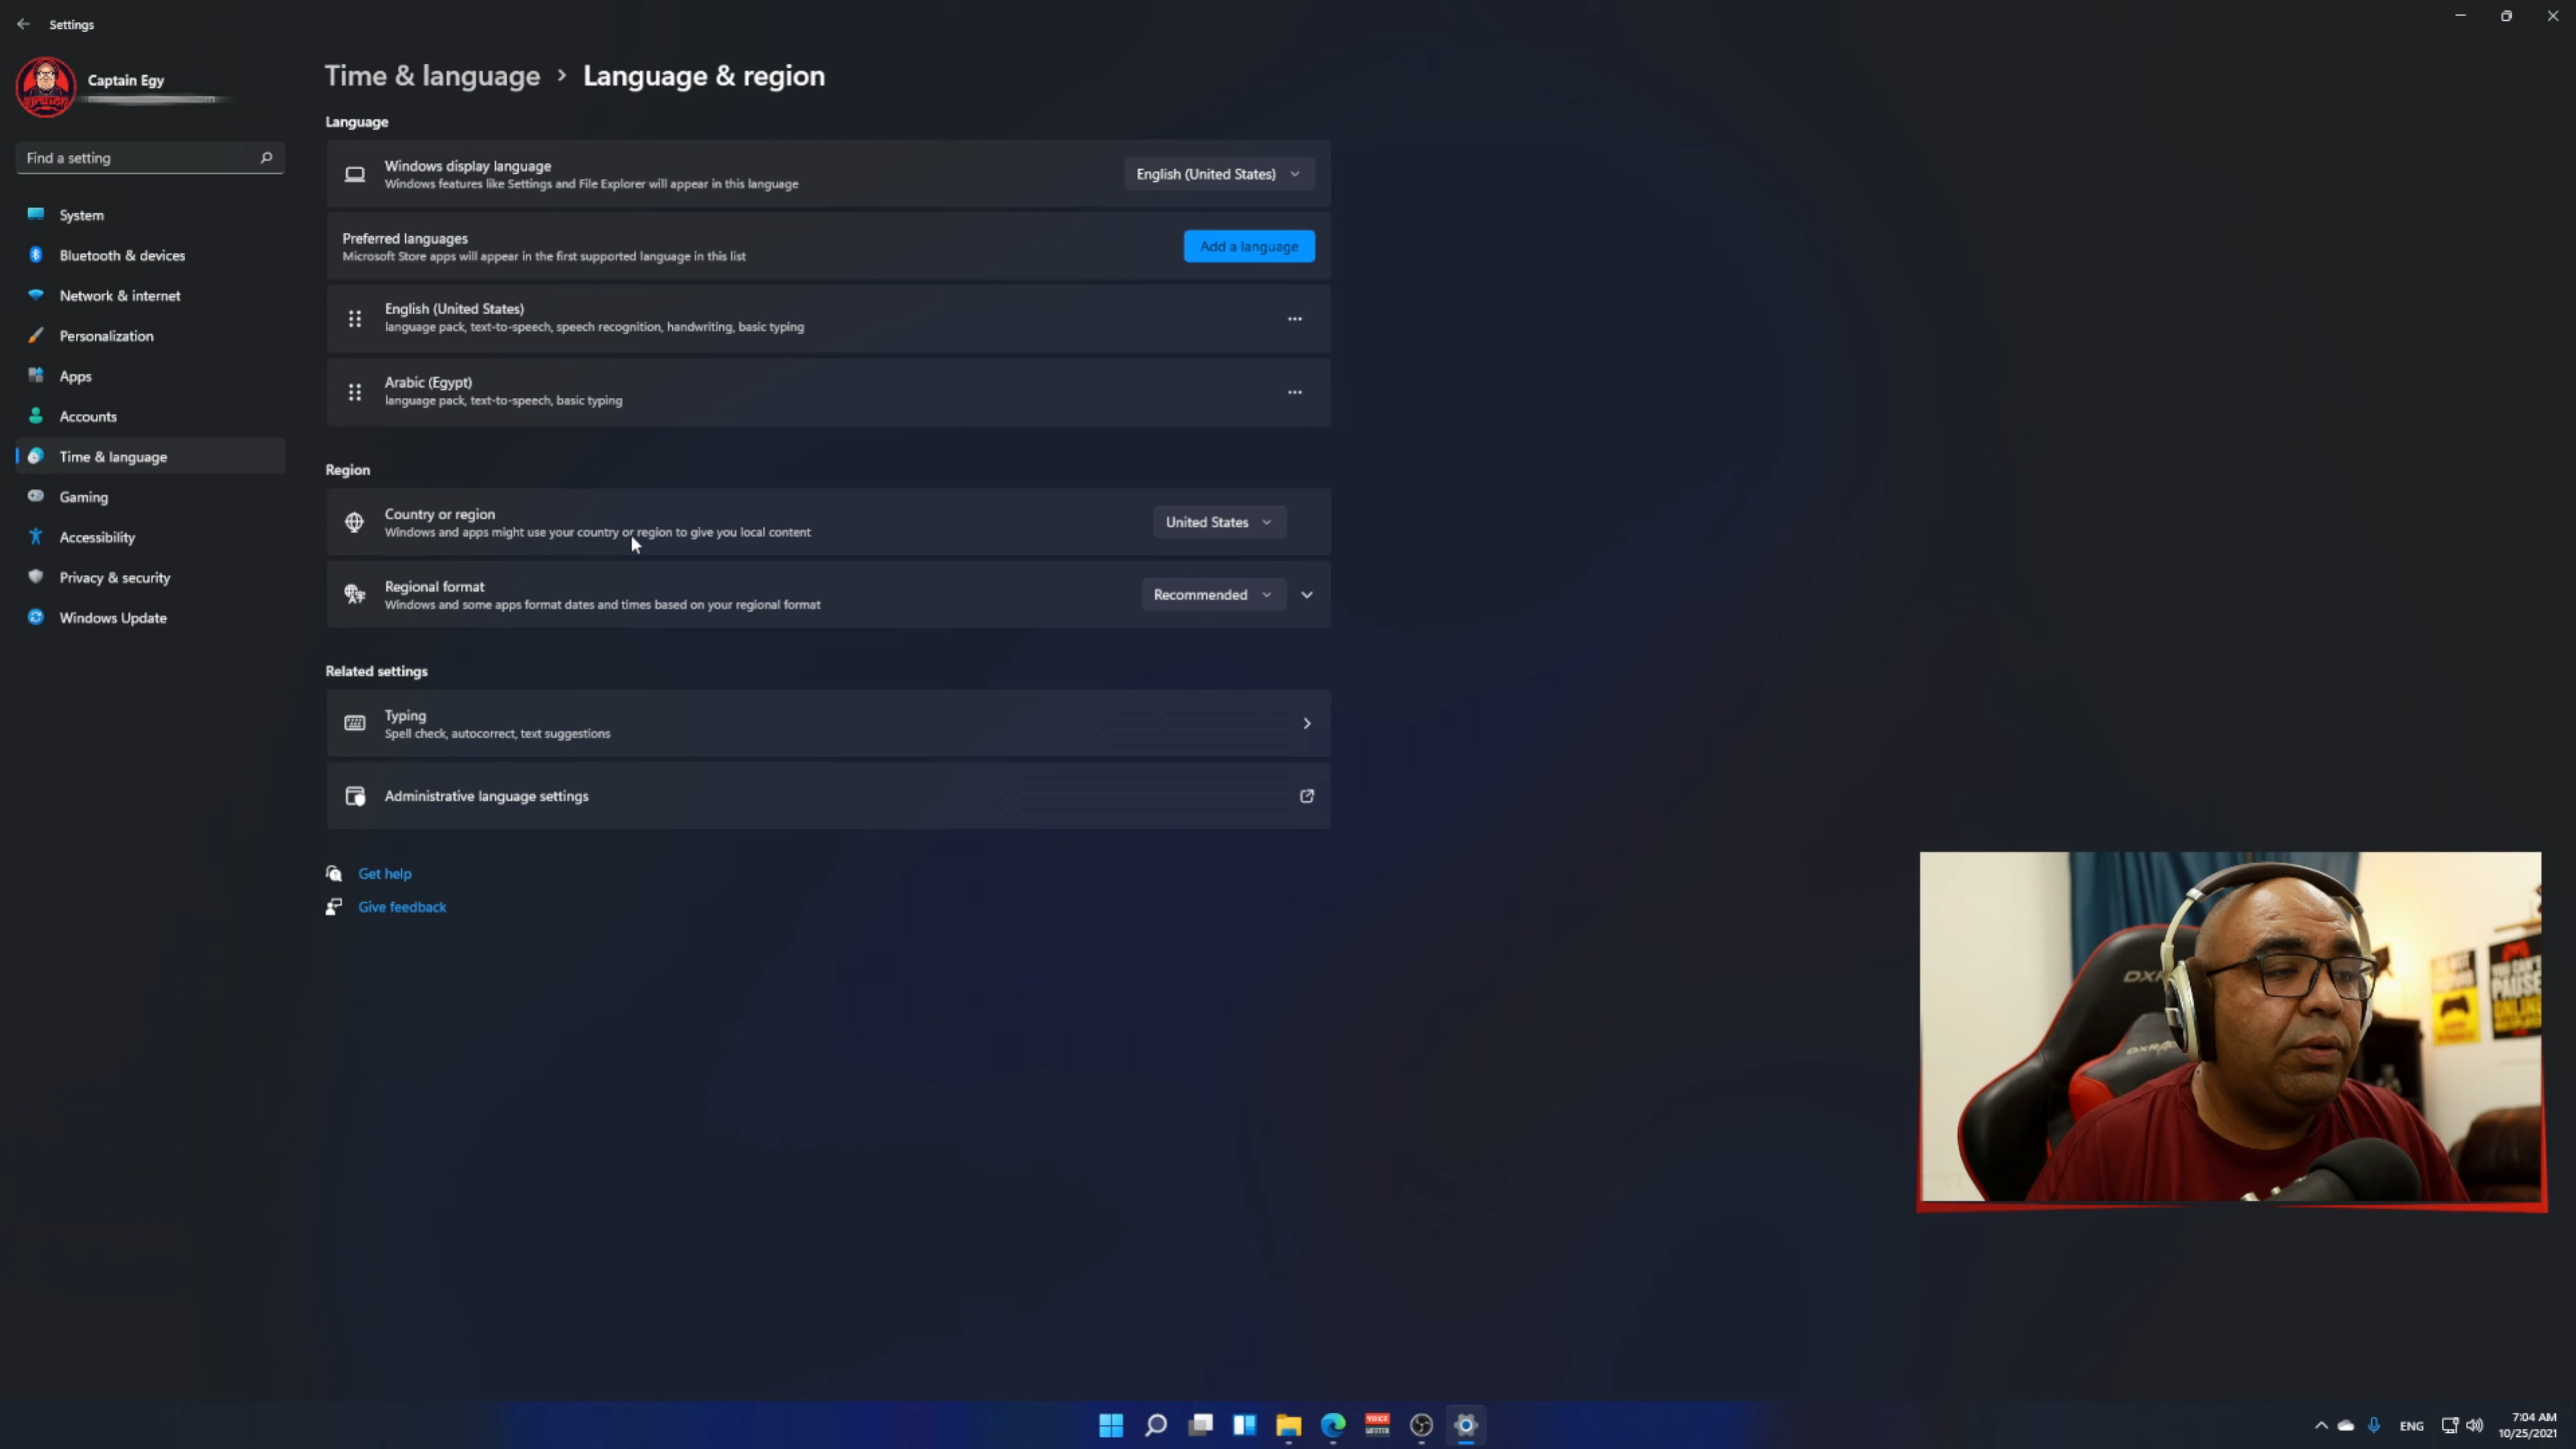 Settings
Captain Egy
Find a setting
System
Bluetooth & devices
Network & internet
Personalization
Apps
Accounts
Time & language
Gaming
Accessibility
Privacy & security
Windows Update
Time & language > Language & region
Language
Windows display language
Windows features like Settings and File Explorer will appear in this language
English (United States)
Preferred languages
Microsoft Store apps will appear in the first supported language in this list
Add a language
English (United States)
language pack, text-to-speech, speech recognition, handwriting, basic typing
Arabic (Egypt)
language pack, text-to-speech, basic typing
Region
Country or region
Windows and apps might use your country or region to give you local content
United States
Regional format
Windows and some apps format dates and times based on your regional format
Recommended
Related settings
Typing
Spell check, autocorrect, text suggestions
Administrative language settings
Get help
Give feedback
YOU CAN'T
PAUSE
ONLINE
VOICE
ENG
7:04 AM
10/25/2021